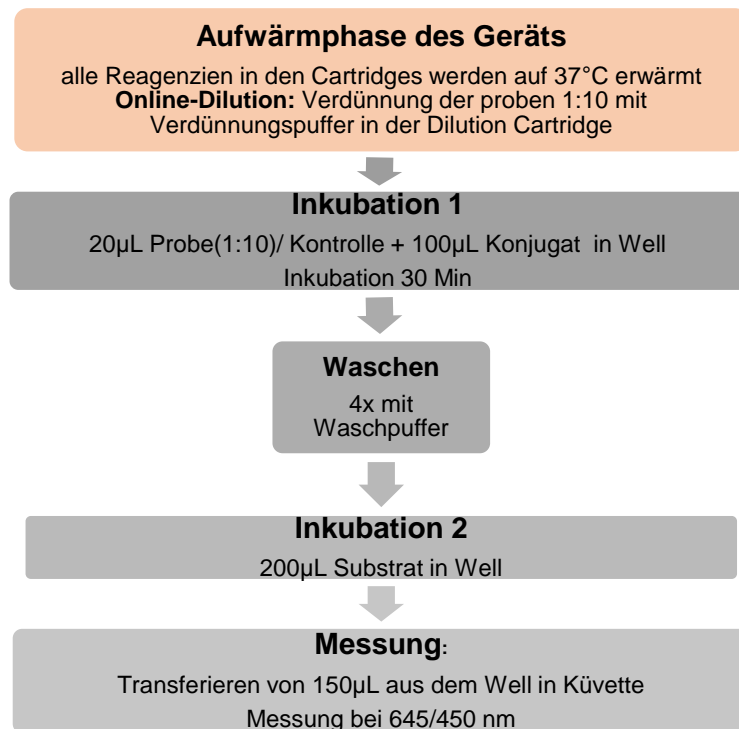 Aufwärmphase des Geräts
alle Reagenzien in den Cartridges werden auf 37°C erwärmt
Online-Dilution: Verdünnung der proben 1:10 mit
Verdünnungspuffer in der Dilution Cartridge
Inkubation 1
20µL Probe(1:10)/ Kontrolle + 100µL Konjugat in Well
Inkubation 30 Min
Waschen
4x mit
Waschpuffer
Inkubation 2
200µL Substrat in Well
Messung:
Transferieren von 150µL aus dem Well in Küvette
Messung bei 645/450 nm